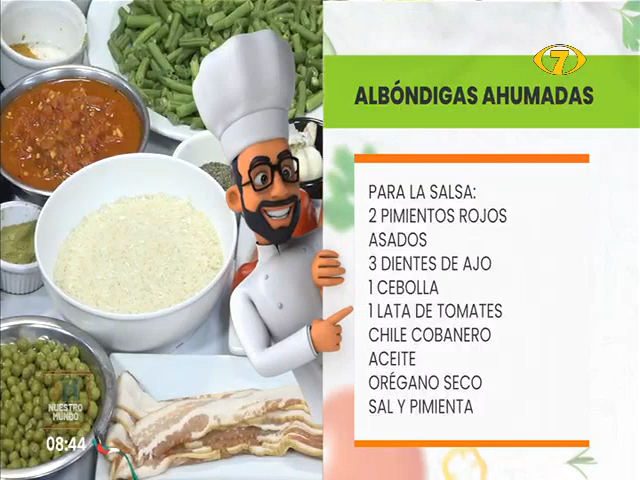 7
ALBÓNDIGAS AHUMADAS
PARA LA SALSA:
2 PIMIENTOS ROJOS
ASADOS
3 DIENTES DE AJO
1 CEBOLLA
1 LATA DE TOMATES
CHILE COBANERO
ACEITE
ORÉGANO SECO
SAL Y PIMIENTA
NUESTRO
MUNDO
08:44